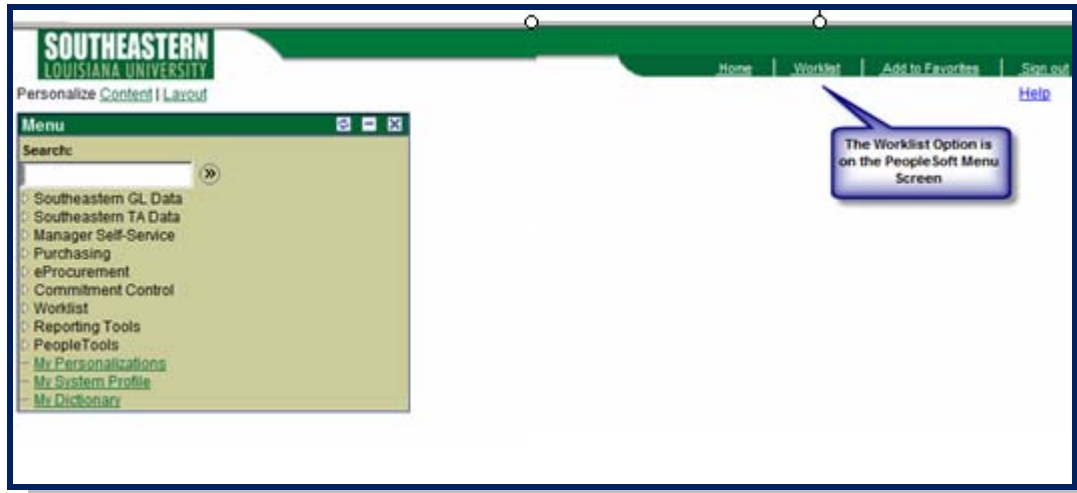 SOUTHEASTERN
LOUISIANA UNIVERSITY
Home | Worklist | Add to Favorites | Sign out
Personalize Content | Layout
Help
Menu
Search:
Southeastern GL Data
Southeastern TA Data
Manager Self-Service
Purchasing
eProcurement
Commitment Control
Worklist
Reporting Tools
PeopleTools
My Personalizations
My System Profile
My Dictionary
The Worklist Option is
on the PeopleSoft Menu
Screen